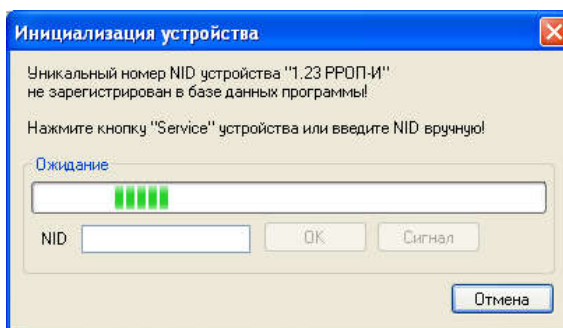 Инициализация устройства
Уникальный номер NID устройства "1.23 РРОП-И"
не зарегистрирован в базе данных программы!
Нажмите кнопку "Service" устройства или введите NID вручную!
Ожидание
NID OK Сигнал
Отмена